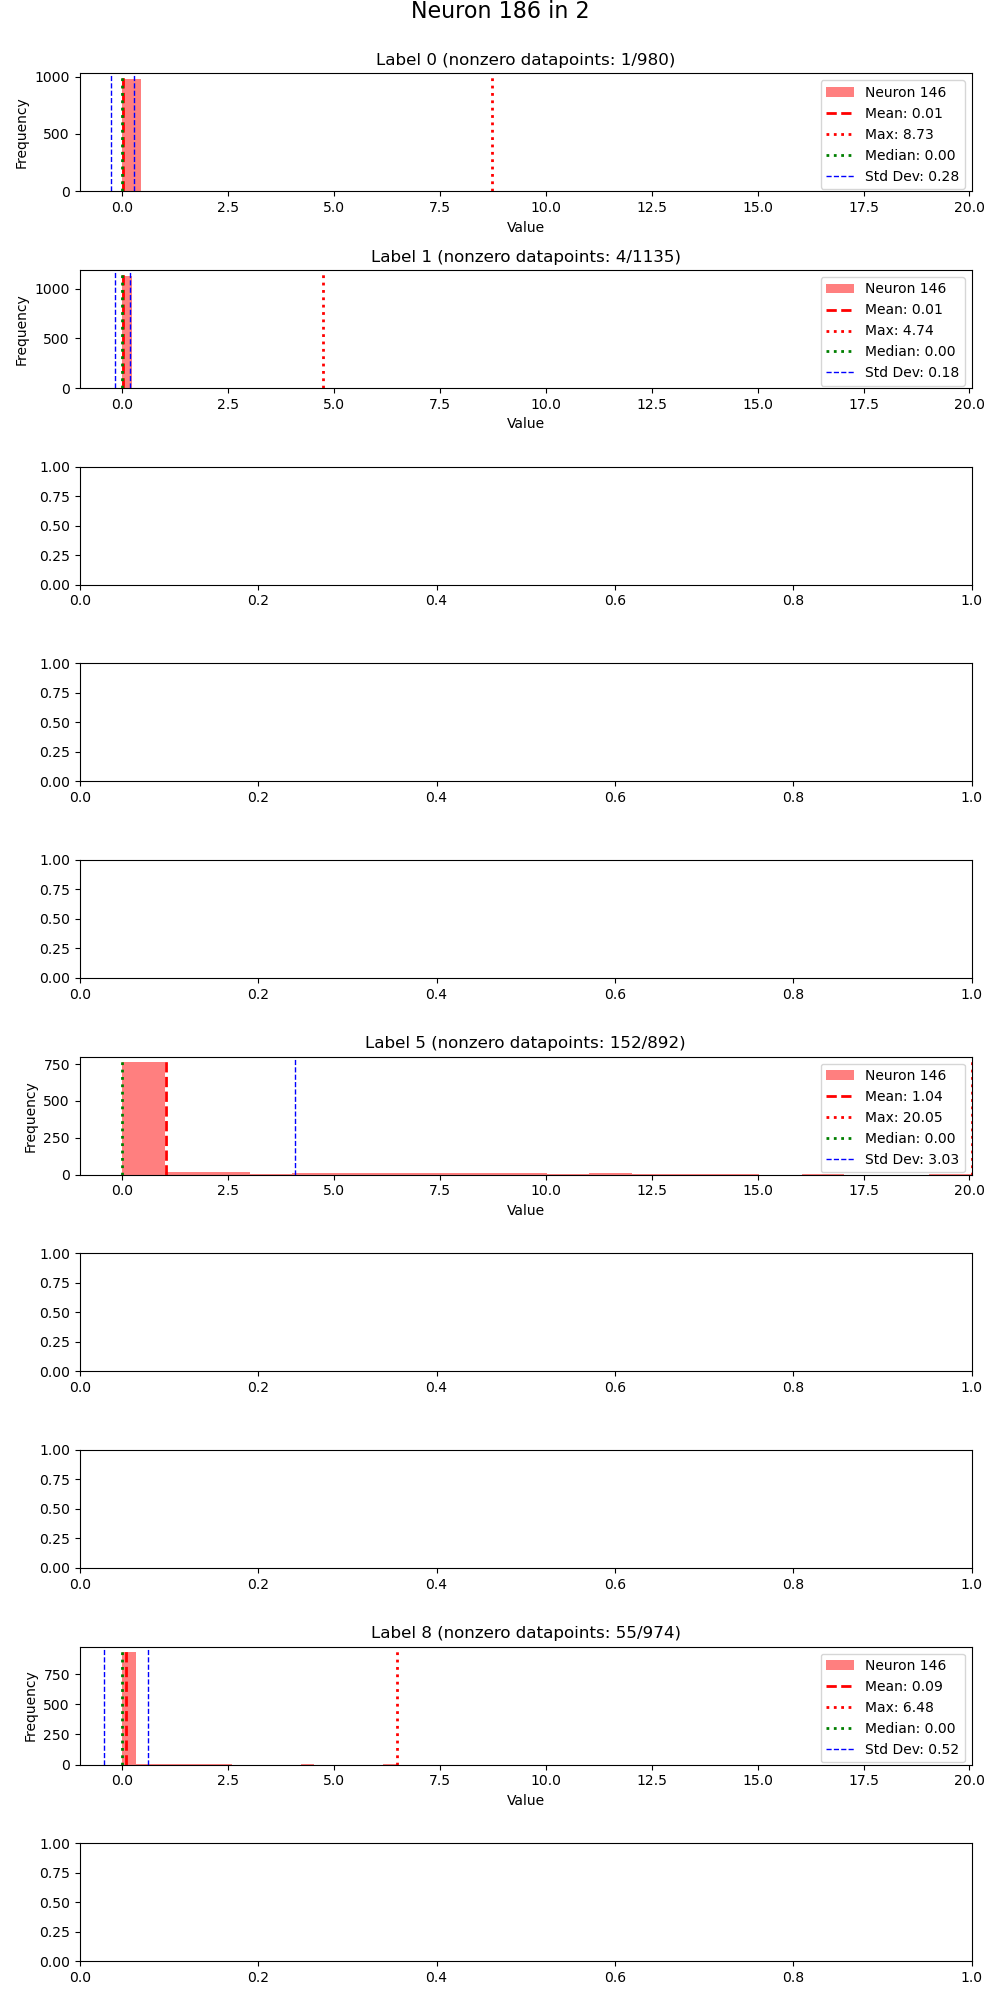 Neuron 186 in 2
Label 0 (nonzero datapoints: 1/980)
1000
500
0
Frequency
Neuron 146
Mean: 0.01
Max: 8.73
Median: 0.00
Std Dev: 0.28
0.0 2.5 5.0 7.5 10.0 12.5 15.0 17.5 20.0
Value
Label 1 (nonzero datapoints: 4/1135)
1000
500
0
Frequency
Neuron 146
Mean: 0.01
Max: 4.74
Median: 0.00
Std Dev: 0.18
0.0 2.5 5.0 7.5 10.0 12.5 15.0 17.5 20.0
Value
1.00
0.75
0.50
0.25
0.00
0.0 0.2 0.4 0.6 0.8 1.0
1.00
0.75
0.50
0.25
0.00
0.0 0.2 0.4 0.6 0.8 1.0
1.00
0.75
0.50
0.25
0.00
0.0 0.2 0.4 0.6 0.8 1.0
Label 5 (nonzero datapoints: 152/892)
750
500
250
0
Frequency
Neuron 146
Mean: 1.04
Max: 20.05
Median: 0.00
Std Dev: 3.03
0.0 2.5 5.0 7.5 10.0 12.5 15.0 17.5 20.0
Value
1.00
0.75
0.50
0.25
0.00
0.0 0.2 0.4 0.6 0.8 1.0
1.00
0.75
0.50
0.25
0.00
0.0 0.2 0.4 0.6 0.8 1.0
Label 8 (nonzero datapoints: 55/974)
750
500
250
0
Frequency
Neuron 146
Mean: 0.09
Max: 6.48
Median: 0.00
Std Dev: 0.52
0.0 2.5 5.0 7.5 10.0 12.5 15.0 17.5 20.0
Value
1.00
0.75
0.50
0.25
0.00
0.0 0.2 0.4 0.6 0.8 1.0